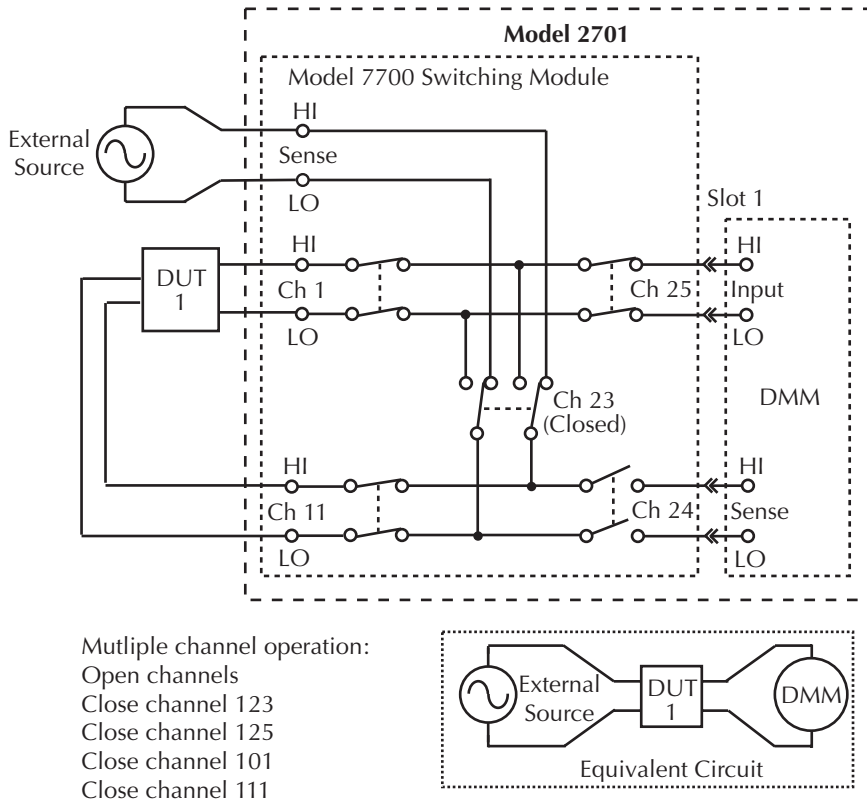 Model 2701
Model 7700 Switching Module
HI
External
Source
Sense
LO
Slot 1
HI
HI
DUT
1
Ch 1
Ch 25
Input
LO
LO
Ch 23
(Closed)
DMM
HI
HI
Ch 11
Ch 24
Sense
LO
LO
Mutliple channel operation:
Open channels
Close channel 123
Close channel 125
Close channel 101
Close channel 111
External
Source
DUT
1
DMM
Equivalent Circuit